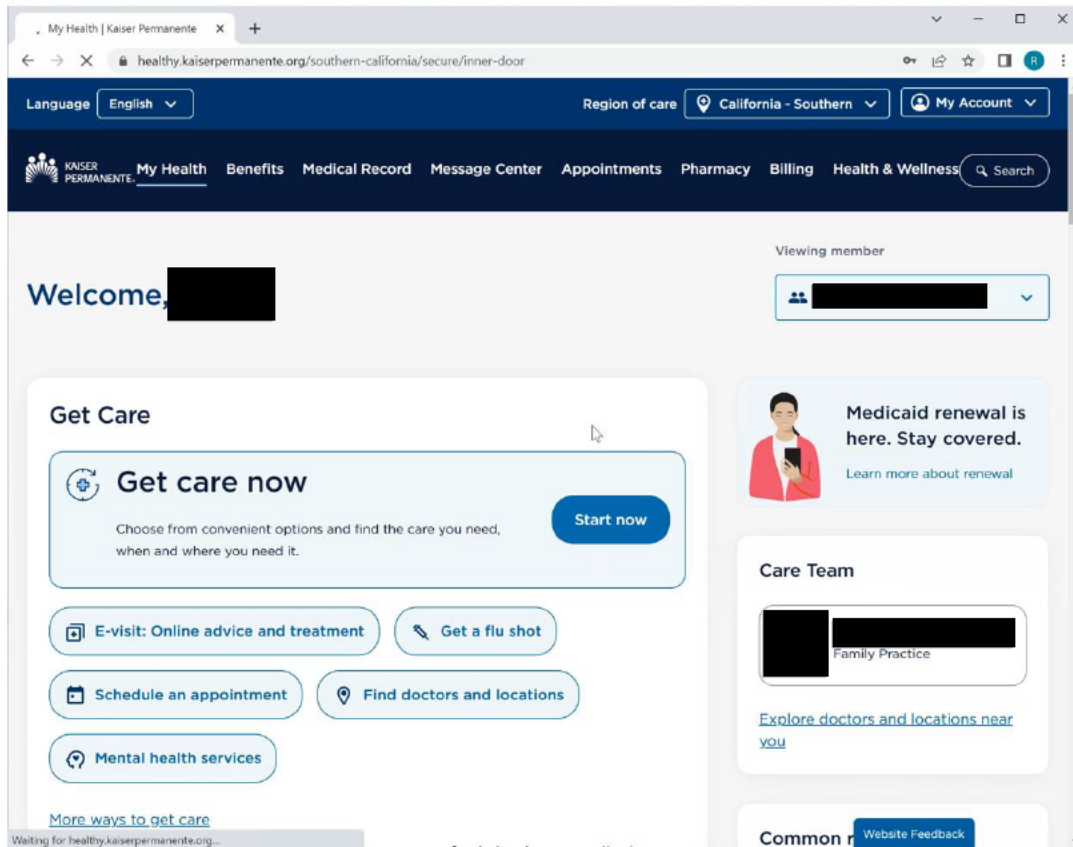 My Health | Kaiser Permanente
healthy.kaiserpermanente.org/southern-california/secure/inner-door
R
Language English
Region of care California - Southern My Account
KAISER PERMANENTE. My Health Benefits Medical Record Message Center Appointments Pharmacy Billing Health & Wellness Search
Viewing member
Welcome,
Get Care
Get care now
Choose from convenient options and find the care you need,
when and where you need it.
Start now
E-visit: Online advice and treatment
Get a flu shot
Schedule an appointment
Find doctors and locations
Mental health services
More ways to get care
Medicaid renewal is
here. Stay covered.
Learn more about renewal
Care Team
Family Practice
Explore doctors and locations near
you
Common r
Website Feedback
Waiting for healthy.kaiserpermanente.org...